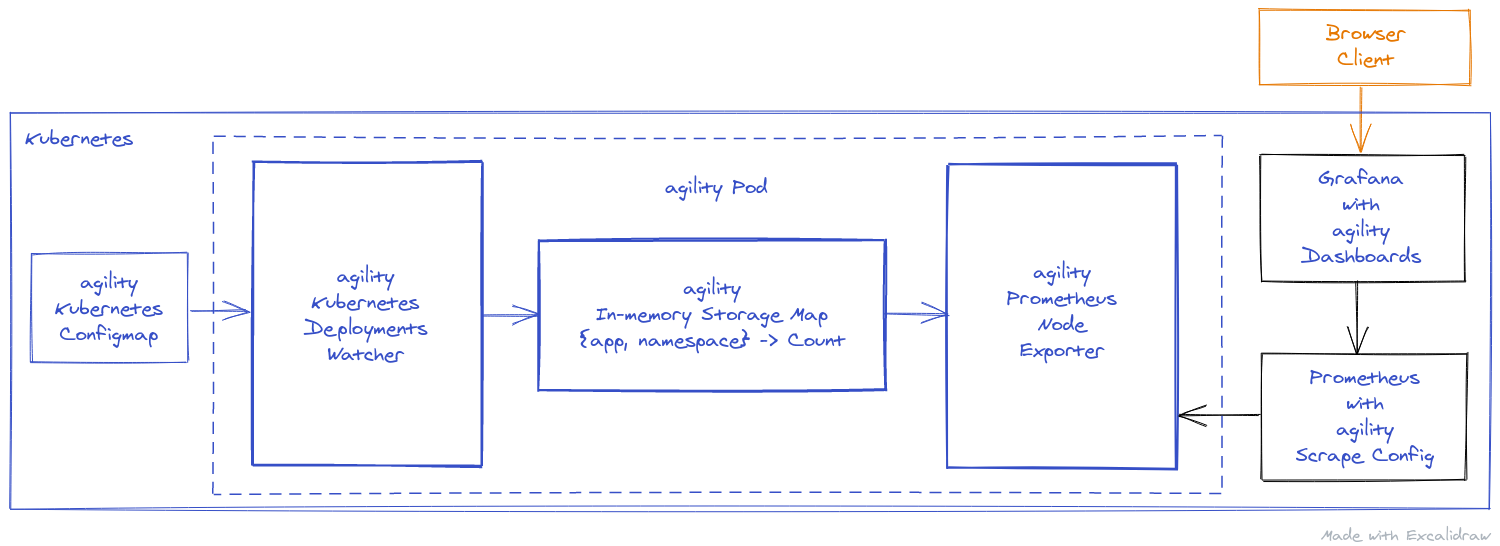 Browser
Client
Kubernetes
agility Pod
agility
Kubernetes
Configmap
agility
Kubernetes
Deployments
Watcher
agility
In-memory Storage Map
{app, namespace} -> Count
agility
Prometheus
Node
Exporter
Grafana
with
agility
Dashboards
Prometheus
with
agility
Scrape Config
Made with Excalidraw